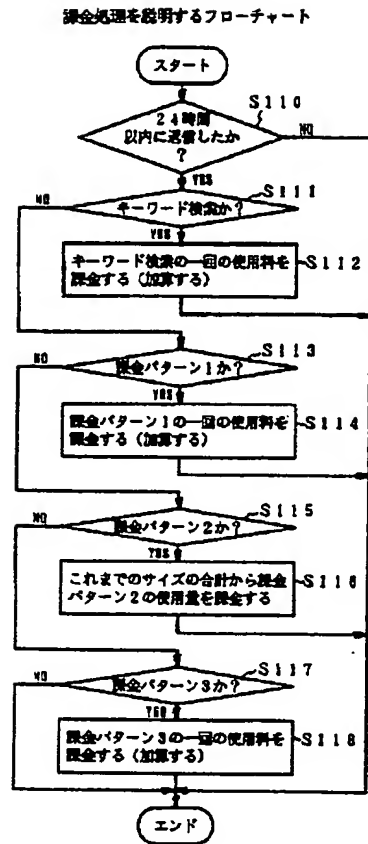 課金処理を説明するフローチャート
スタート
S110
24時間
以内に返信したか
?
NO
YES
S111
NO
キーワード検索か?
YES
キーワード検索の一回の使用料を
課金する(加算する)
S112
S113
NO
課金パターン1か?
YES
課金パターン1の一回の使用料を
課金する(加算する)
S114
S115
NO
課金パターン2か?
YES
これまでのサイズの合計から課金
パターン2の使用量を課金する
S116
S117
NO
課金パターン3か?
YES
課金パターン3の一回の使用料を
課金する(加算する)
S118
エンド